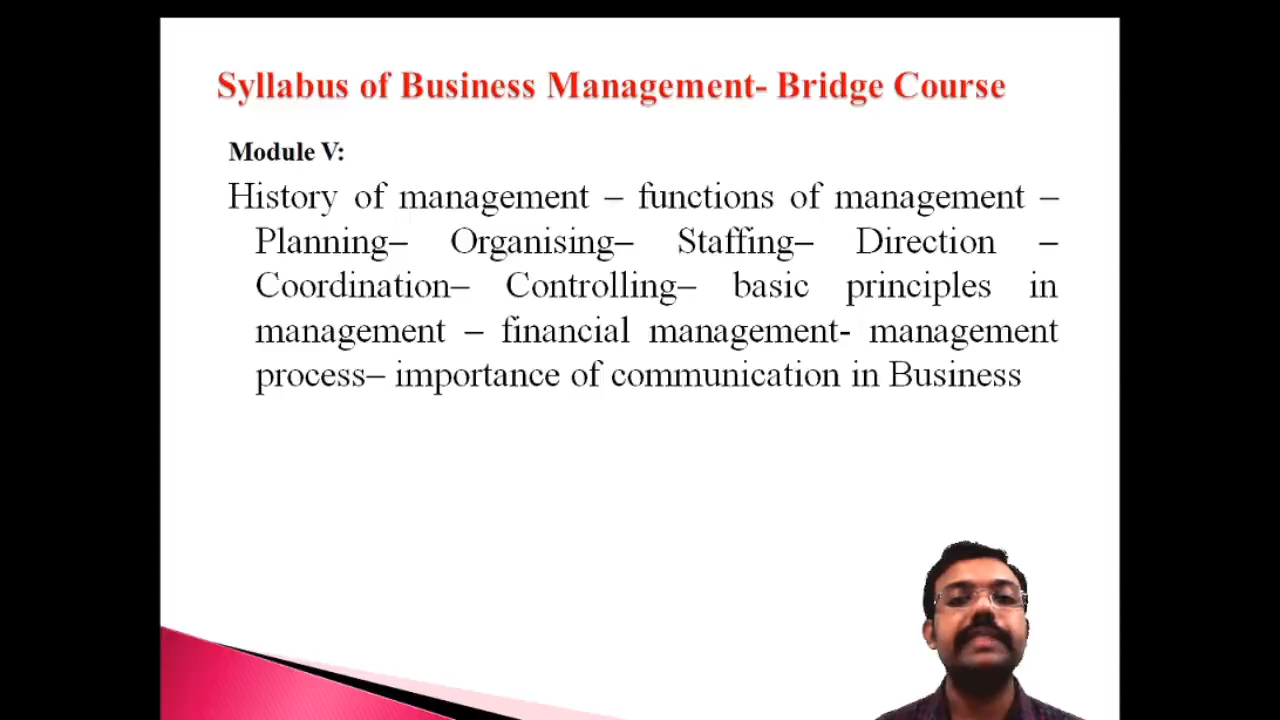 Syllabus of Business Management- Bridge Course
Module V:
History of management – functions of management –
Planning– Organising– Staffing– Direction –
Coordination– Controlling– basic principles in
management – financial management- management
process– importance of communication in Business